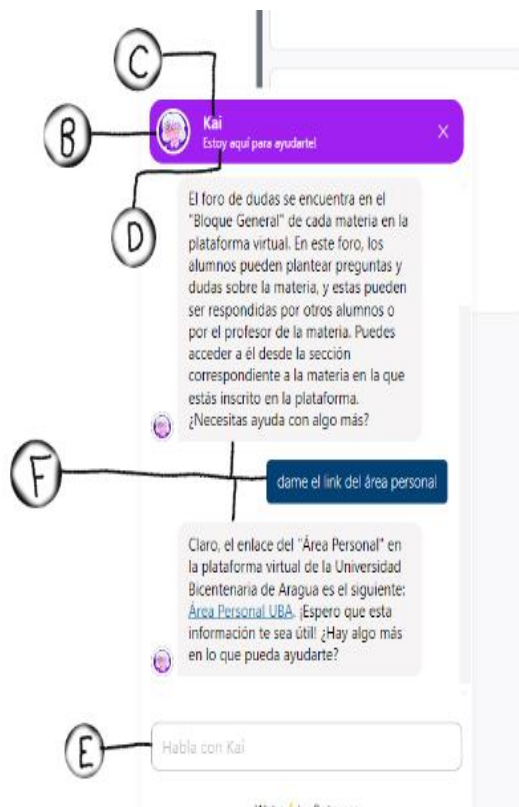 C
B
Kai
X
Estoy aquí para ayudarte!
D
El foro de dudas se encuentra en el
"Bloque General" de cada materia en la
plataforma virtual. En este foro, los
alumnos pueden plantear preguntas y
dudas sobre la materia, y estas pueden
ser respondidas por otros alumnos o
por el profesor de la materia. Puedes
acceder a él desde la sección
correspondiente a la materia en la que
estás inscrito en la plataforma.
¿Necesitas ayuda con algo más?
F
dame el link del área personal
Claro, el enlace del "Área Personal" en
la plataforma virtual de la Universidad
Bicentenaria de Aragua es el siguiente:
Área Personal UBA. ¡Espero que esta
información te sea útil! ¿Hay algo más
en lo que pueda ayudarte?
E
Habla con Kai